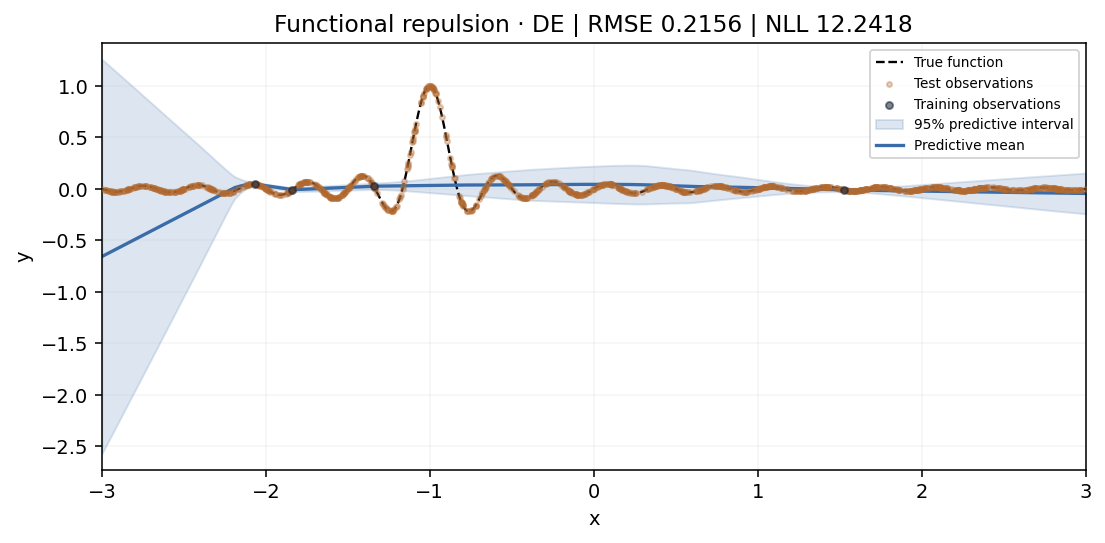 Functional repulsion · DE | RMSE 0.2156 | NLL 12.2418
True function
Test observations
Training observations
95% predictive interval
Predictive mean
1.0
0.5
0.0
−0.5
−1.0
−1.5
−2.0
−2.5
y
−3
−2
−1
0
1
2
3
x